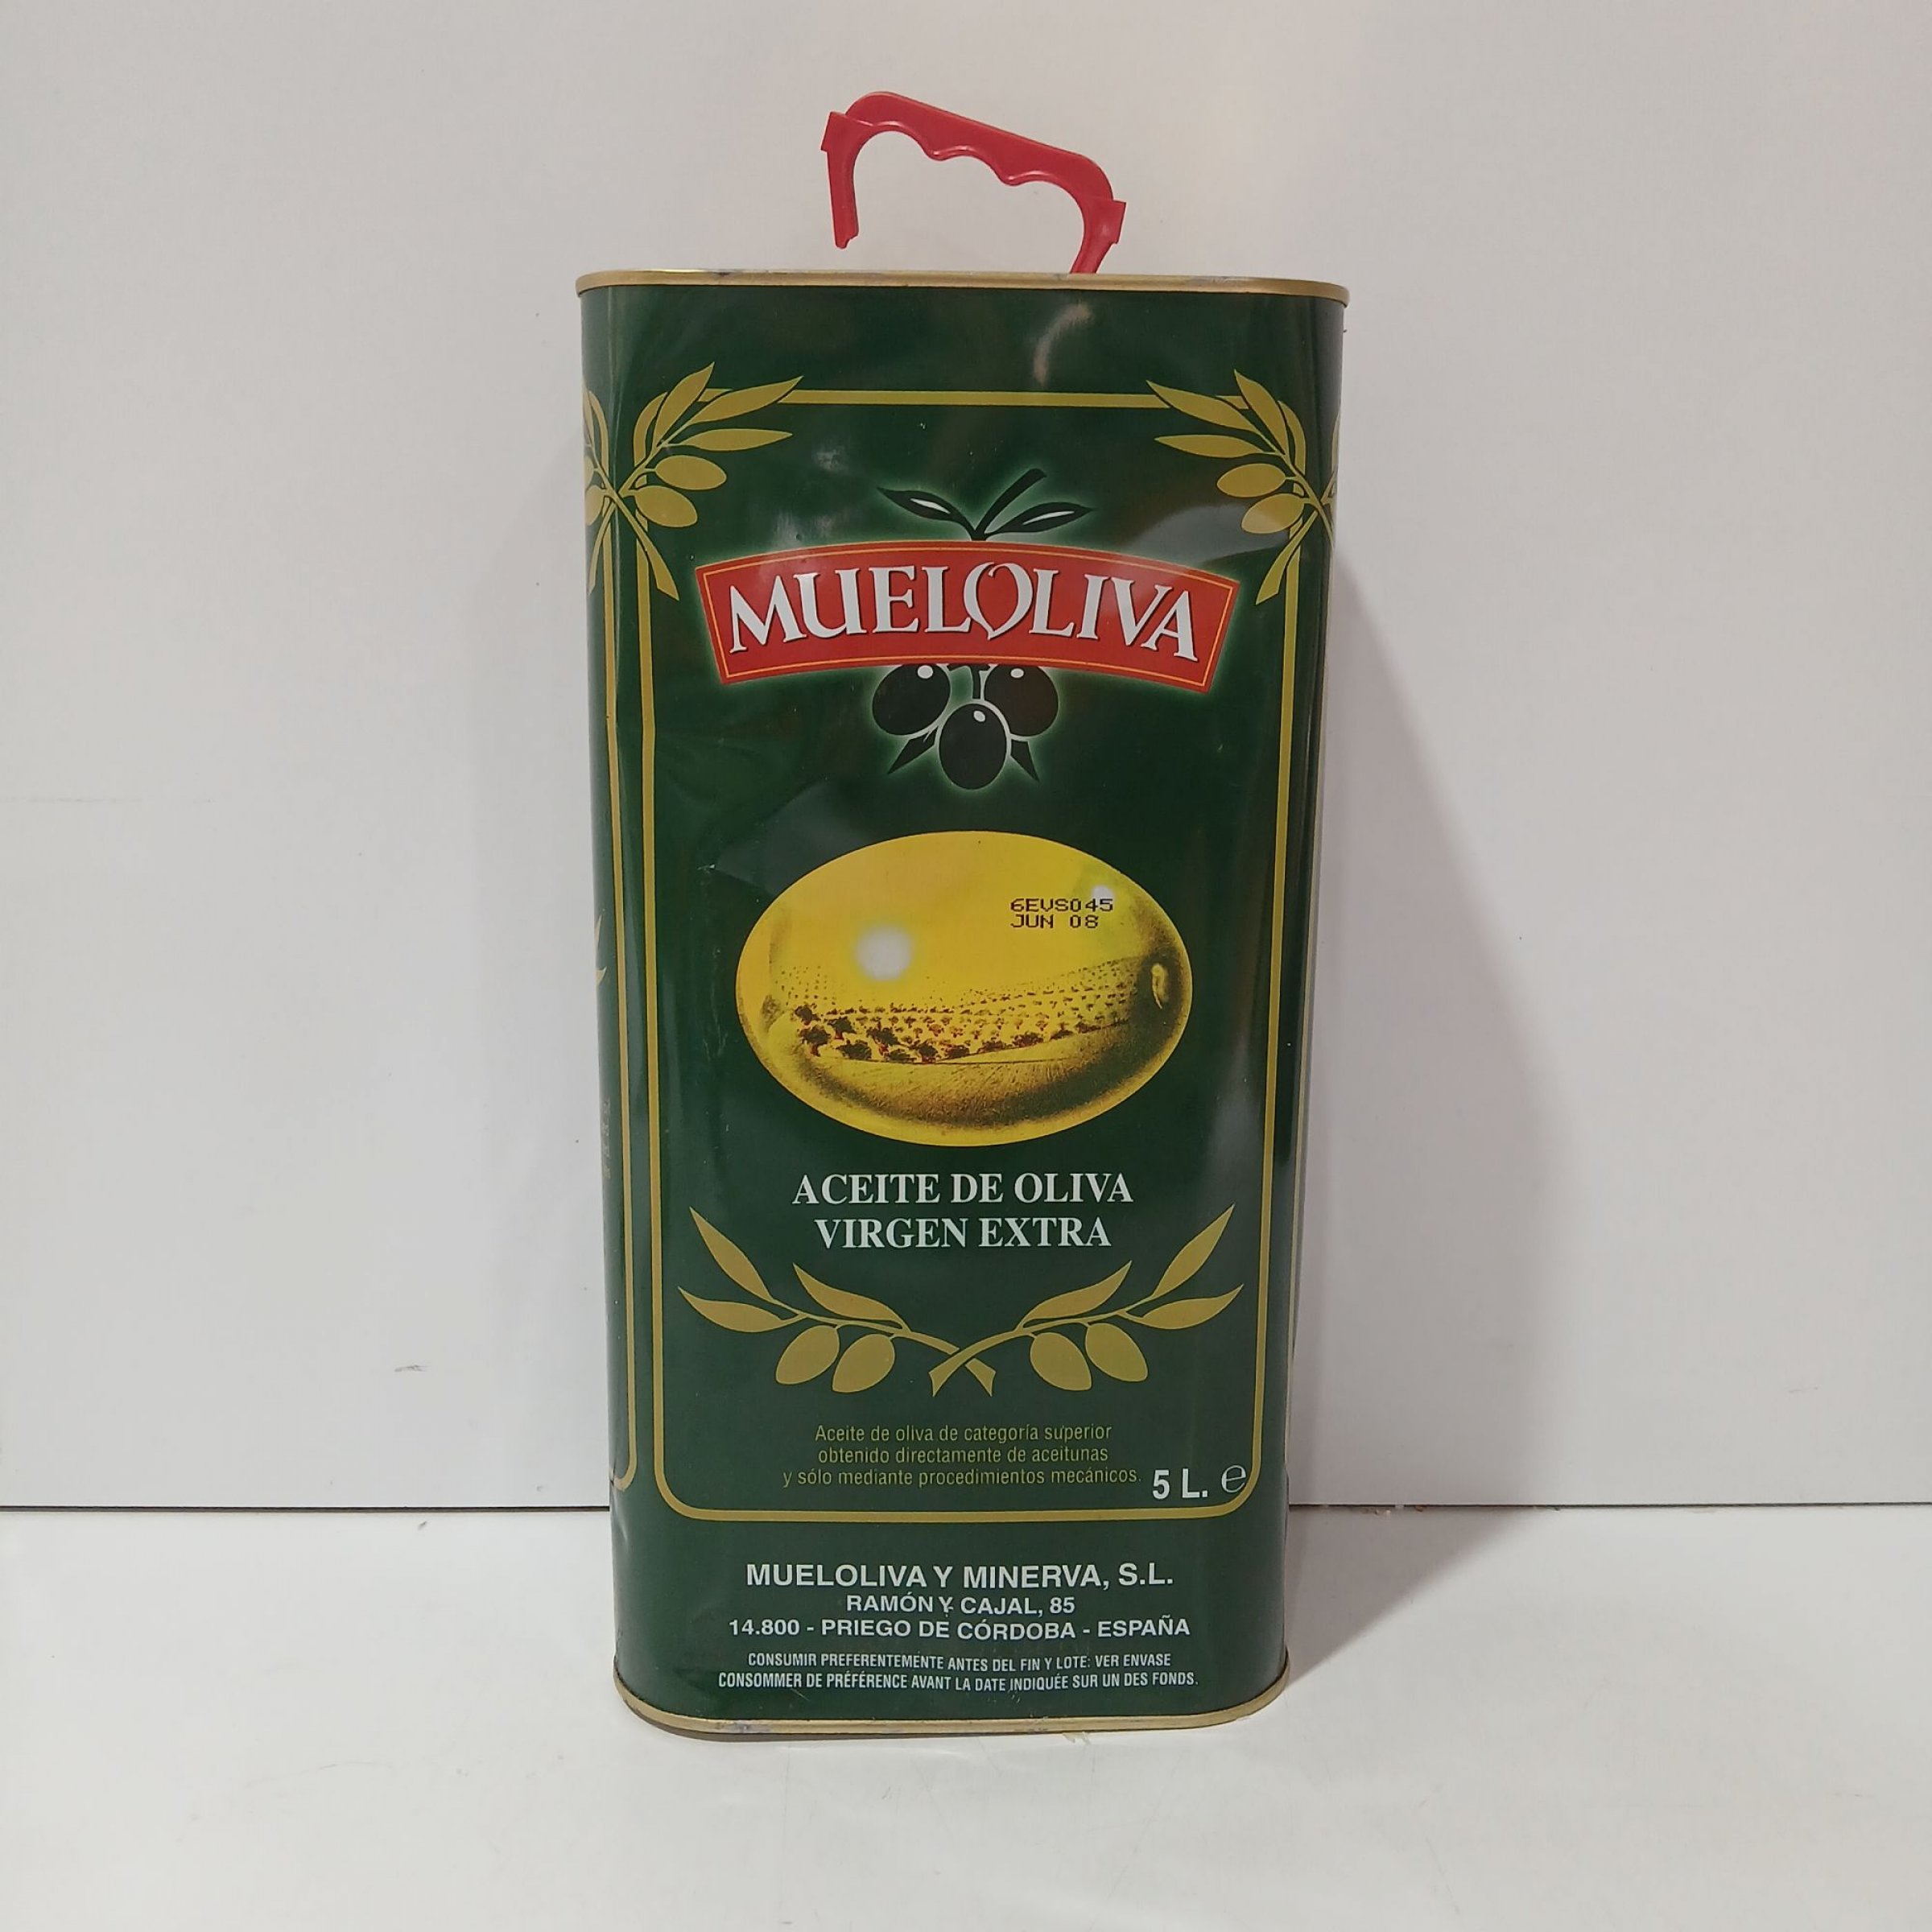 MUELOLIVA
6EVS045
JUN 08
ACEITE DE OLIVA
VIRGEN EXTRA
Aceite de oliva de categoría superior
obtenido directamente de aceitunas
y sólo mediante procedimientos mecánicos.
5 L. ℮
MUELOLIVA Y MINERVA, S.L.
RAMÓN Y CAJAL, 85
14.800 - PRIEGO DE CÓRDOBA - ESPAÑA
CONSUMIR PREFERENTEMENTE ANTES DEL FIN Y LOTE: VER ENVASE
CONSOMMER DE PRÉFÉRENCE AVANT LA DATE INDIQUÉE SUR UN DES FONDS.